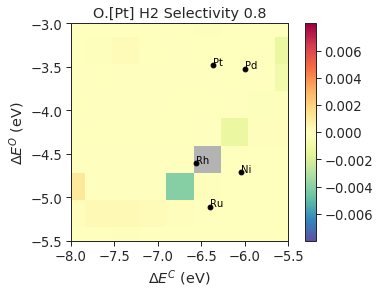 O.[Pt] H2 Selectivity 0.8
-3.0
-3.5
-4.0
-4.5
-5.0
-5.5
ΔE^O (eV)
Pt
Pd
Rh
Ni
Ru
-8.0 -7.5 -7.0 -6.5 -6.0 -5.5
ΔE^C (eV)
0.006
0.004
0.002
0.000
-0.002
-0.004
-0.006